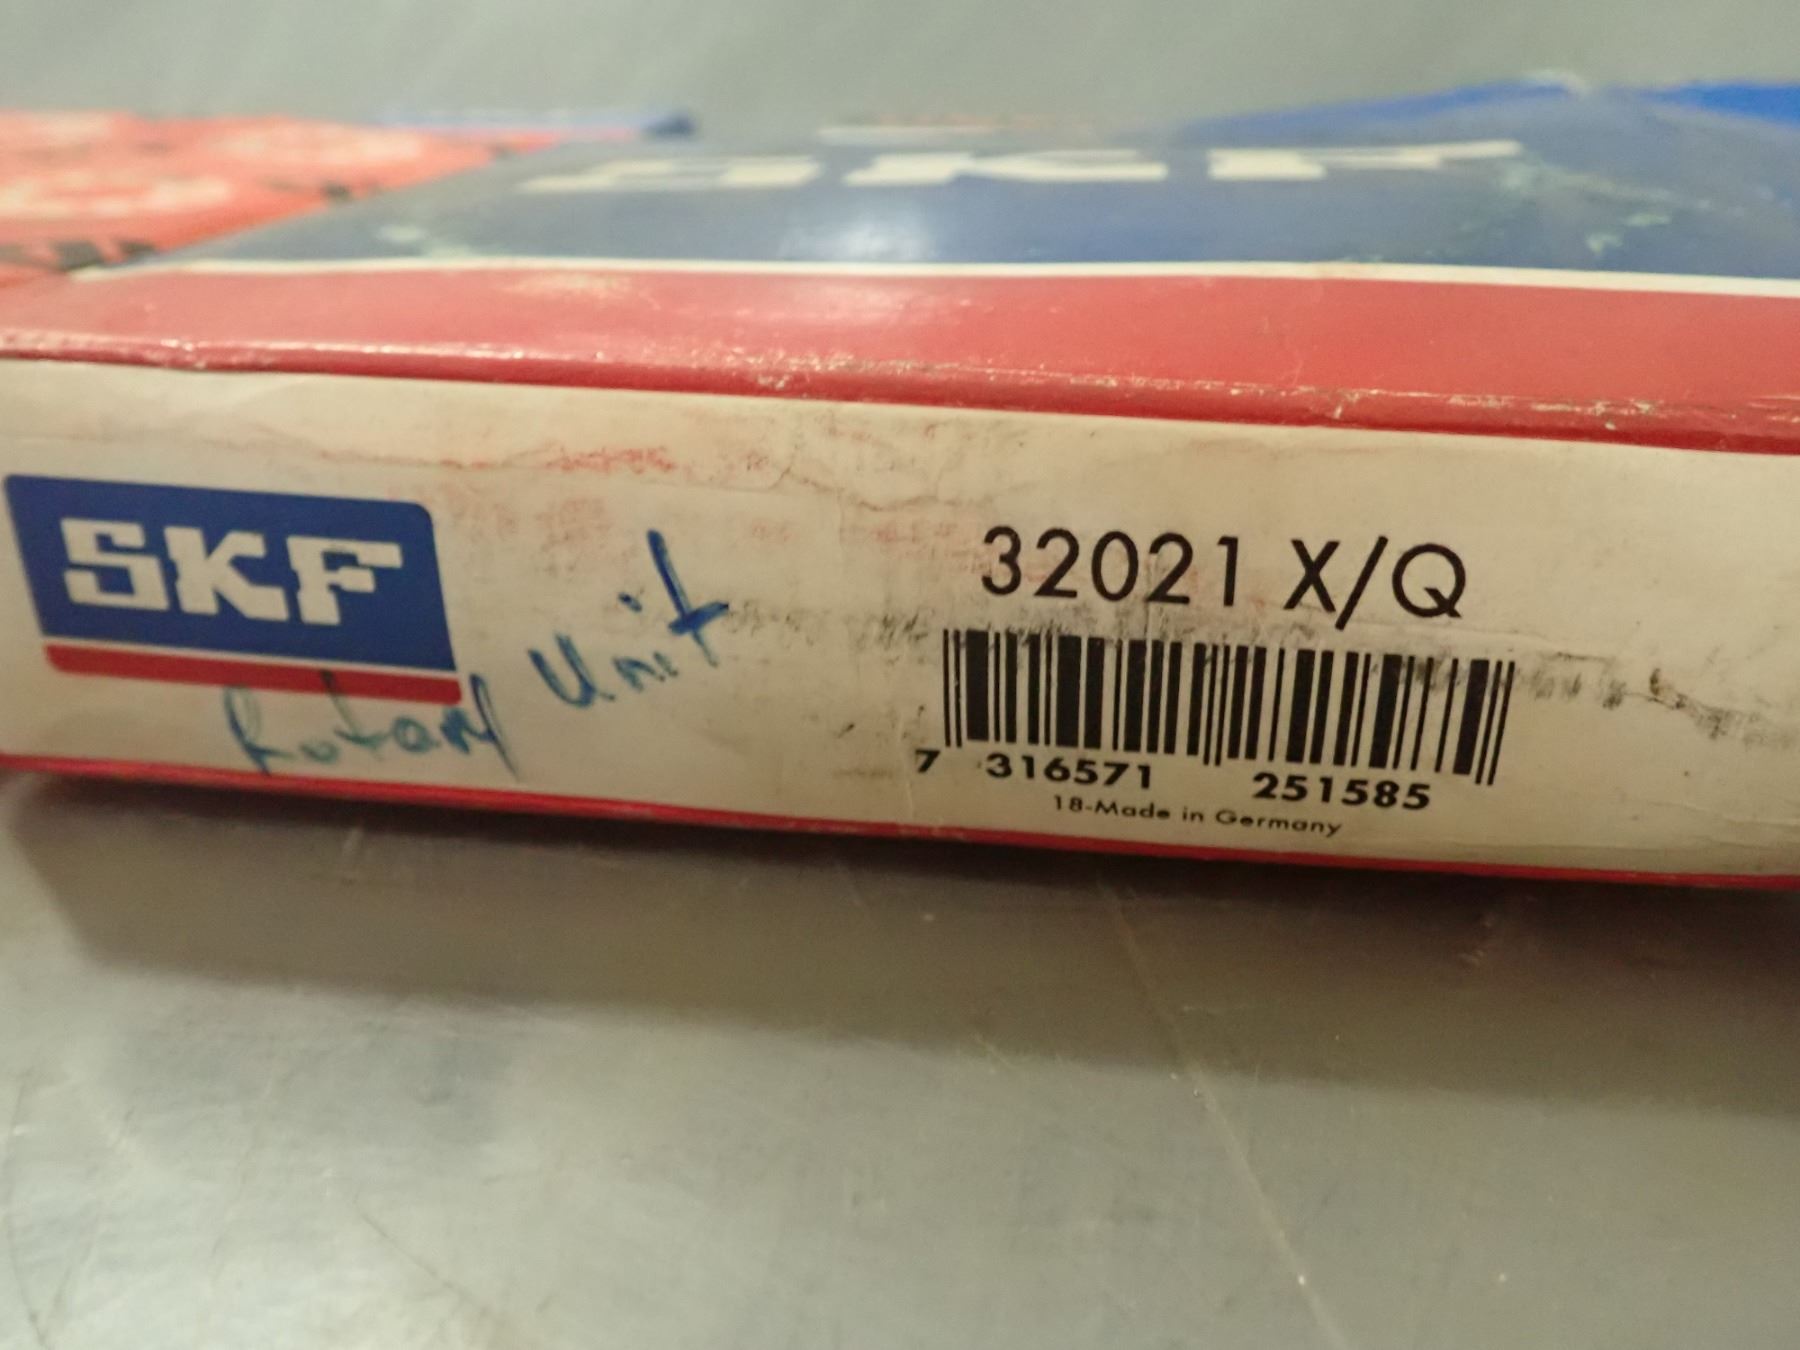 SKF
SKF
Rotary Unit
32021 X/Q
7 316571 251585
18-Made in Germany